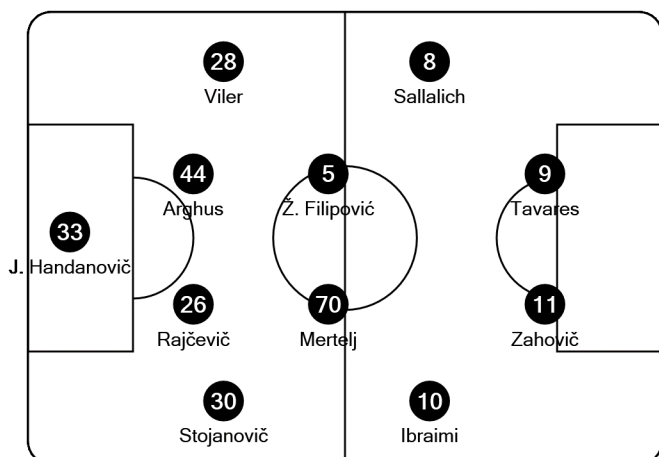 28
Viler
8
Sallalich
44
Arghus
5
Ž. Filipović
9
Tavares
33
J. Handanovič
26
Rajčevič
70
Mertelj
11
Zahovič
30
Stojanovič
10
Ibraimi